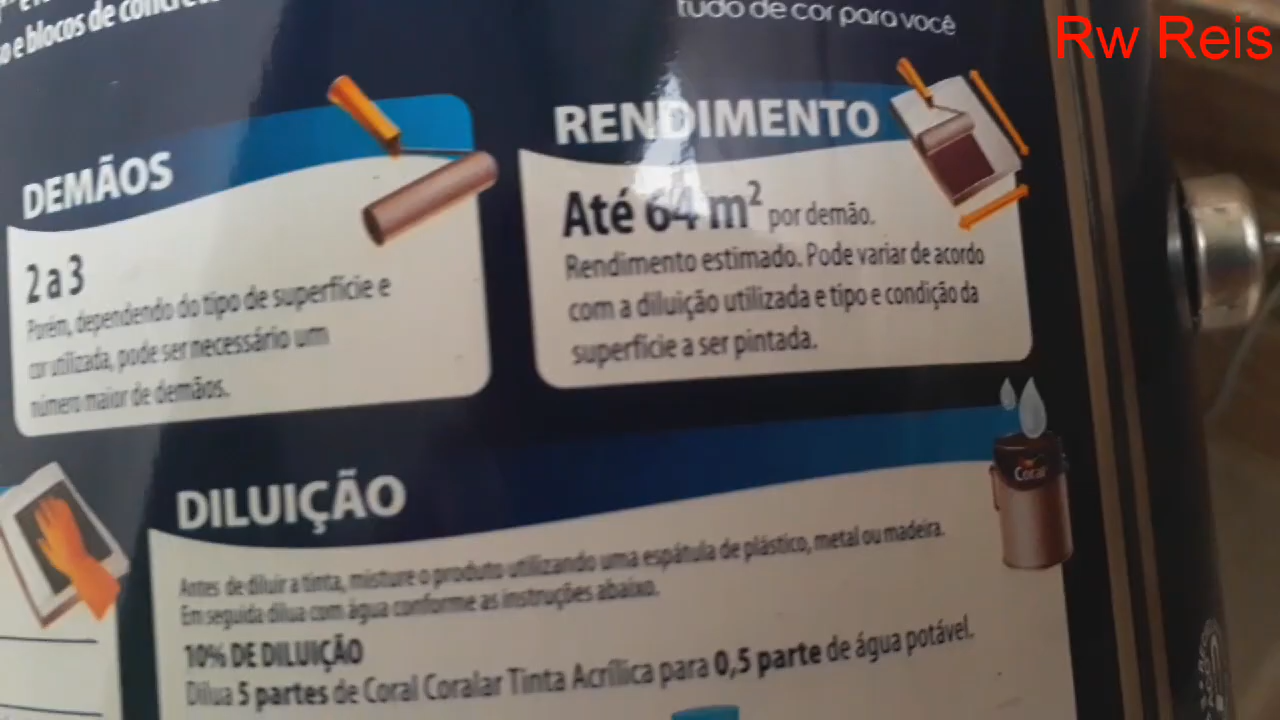 e blocos de concreto
tudo de cor para você
Rw Reis
DEMÃOS
2 a 3
Porém, dependendo do tipo de superfície e
cor utilizada, pode ser necessário um
número maior de demãos.
RENDIMENTO
Até 64 m² por demão.
Rendimento estimado. Pode variar de acordo
com a diluição utilizada e tipo e condição da
superfície a ser pintada.
Coral
DILUIÇÃO
Antes de diluir a tinta, misture o produto utilizando uma espátula de plástico, metal ou madeira.
Em seguida dilua com água conforme as instruções abaixo.
10% DE DILUIÇÃO
Dilua 5 partes de Coral Coralar Tinta Acrílica para 0,5 parte de água potável.